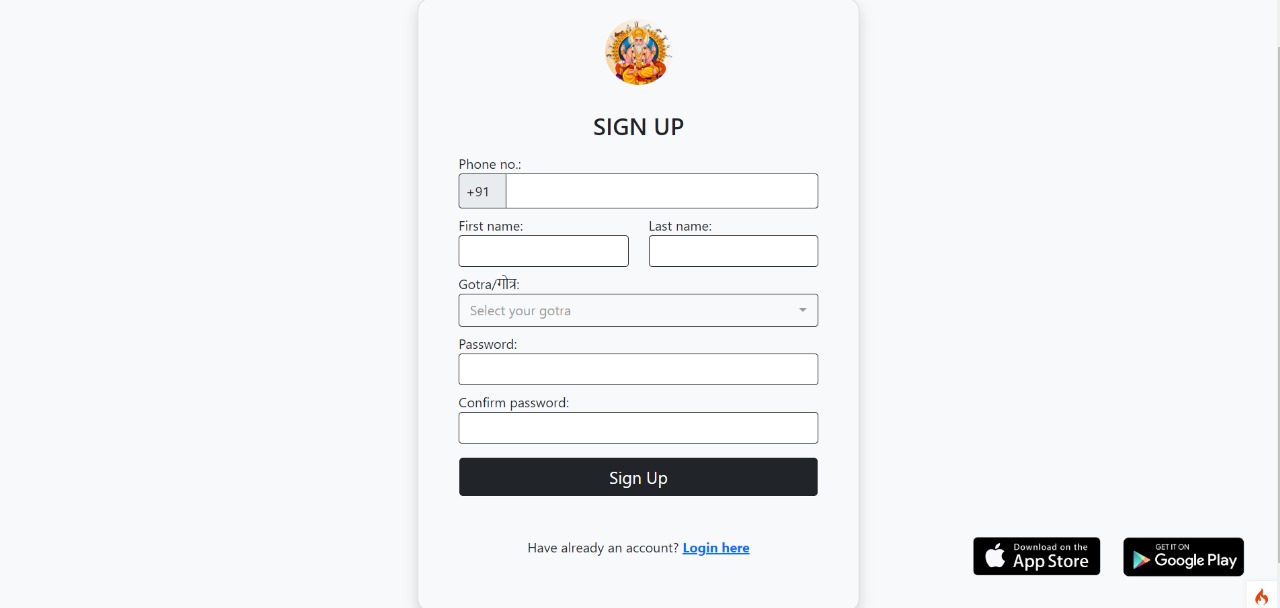 SIGN UP
Phone no.:
+91
First name: Last name:
Gotra/गोत्र:
Select your gotra
Password:
Confirm password:
Sign Up
Have already an account? Login here
Download on the
App Store
GET IT ON
Google Play